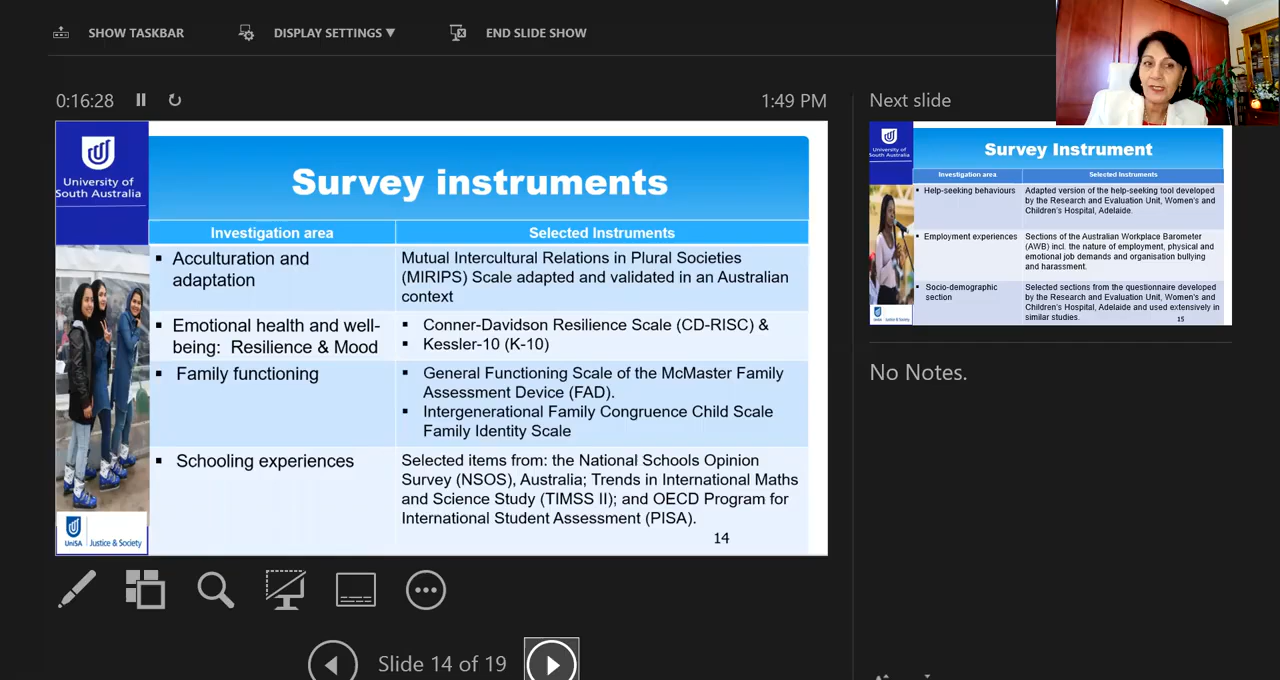 SHOW TASKBAR
DISPLAY SETTINGS ▼
END SLIDE SHOW
0:16:28
1:49 PM
University of
South Australia
Survey instruments
Investigation area
Selected Instruments
▪ Acculturation and
adaptation
Mutual Intercultural Relations in Plural Societies
(MIRIPS) Scale adapted and validated in an Australian
context
▪ Emotional health and well-
being: Resilience & Mood
▪ Conner-Davidson Resilience Scale (CD-RISC) &
▪ Kessler-10 (K-10)
▪ Family functioning
▪ General Functioning Scale of the McMaster Family
Assessment Device (FAD).
▪ Intergenerational Family Congruence Child Scale
Family Identity Scale
▪ Schooling experiences
Selected items from: the National Schools Opinion
Survey (NSOS), Australia; Trends in International Maths
and Science Study (TIMSS II); and OECD Program for
International Student Assessment (PISA).
14
UniSA
Justice & Society
Slide 14 of 19
Next slide
University of
South Australia
Survey Instrument
Investigation area
Selected Instruments
▪ Help-seeking behaviours
Adapted version of the help-seeking tool developed
by the Research and Evaluation Unit, Women's and
Children's Hospital, Adelaide.
▪ Employment experiences
Sections of the Australian Workplace Barometer
(AWB) incl. the nature of employment, physical and
emotional job demands and organisation bullying
and harassment.
▪ Socio-demographic
section
Selected sections from the questionnaire developed
by the Research and Evaluation Unit, Women's and
Children's Hospital, Adelaide and used extensively in
similar studies.
15
UniSA
Justice & Society
No Notes.